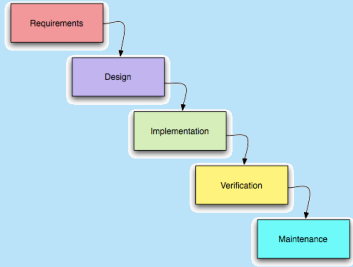 Requirements
Design
Implementation
Verification
Maintenance